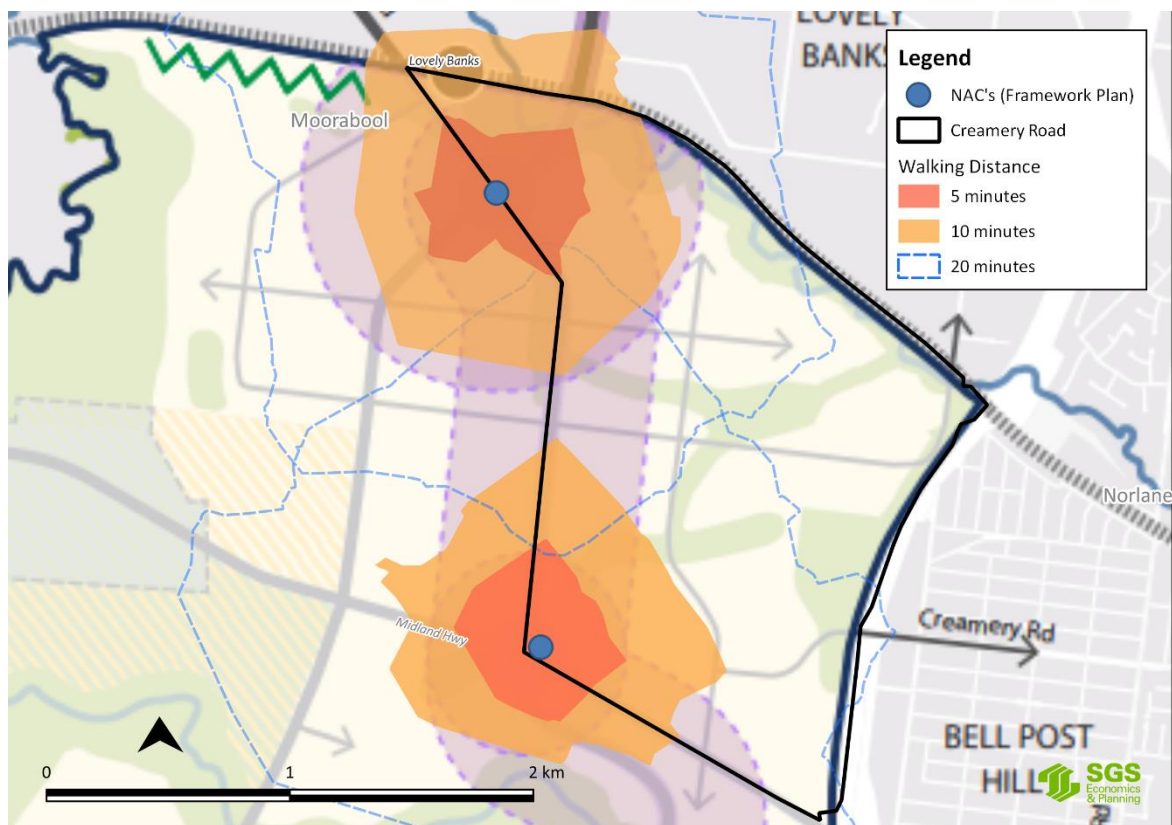 LOVELY
BANKS
Legend
NAC's (Framework Plan)
Creamery Road
Walking Distance
5 minutes
10 minutes
20 minutes
Lovely Banks
Moorabool
Norlane
Midland Hwy
Creamery Rd
BELL POST
HILL
SGS
Economics
& Planning
0
1
2 km